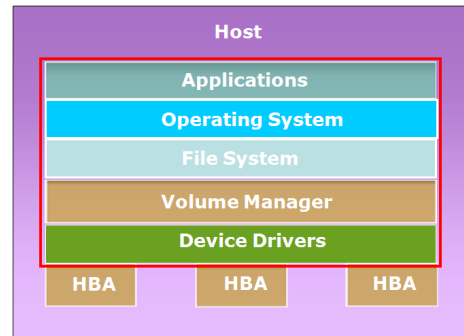 Host
Applications
Operating System
File System
Volume Manager
Device Drivers
HBA HBA HBA